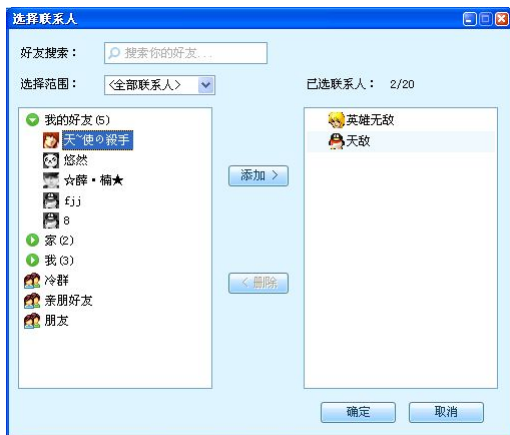 选择联系人
好友搜索： 搜索你的好友...
选择范围： <全部联系人> 已选联系人： 2/20
我的好友(5)
天~使の殺手
悠然
☆薛·楠★
fjj
8
家(2)
我(3)
冷群
亲朋好友
朋友
添加 >
< 删除
英雄无敌
天敌
确定 取消